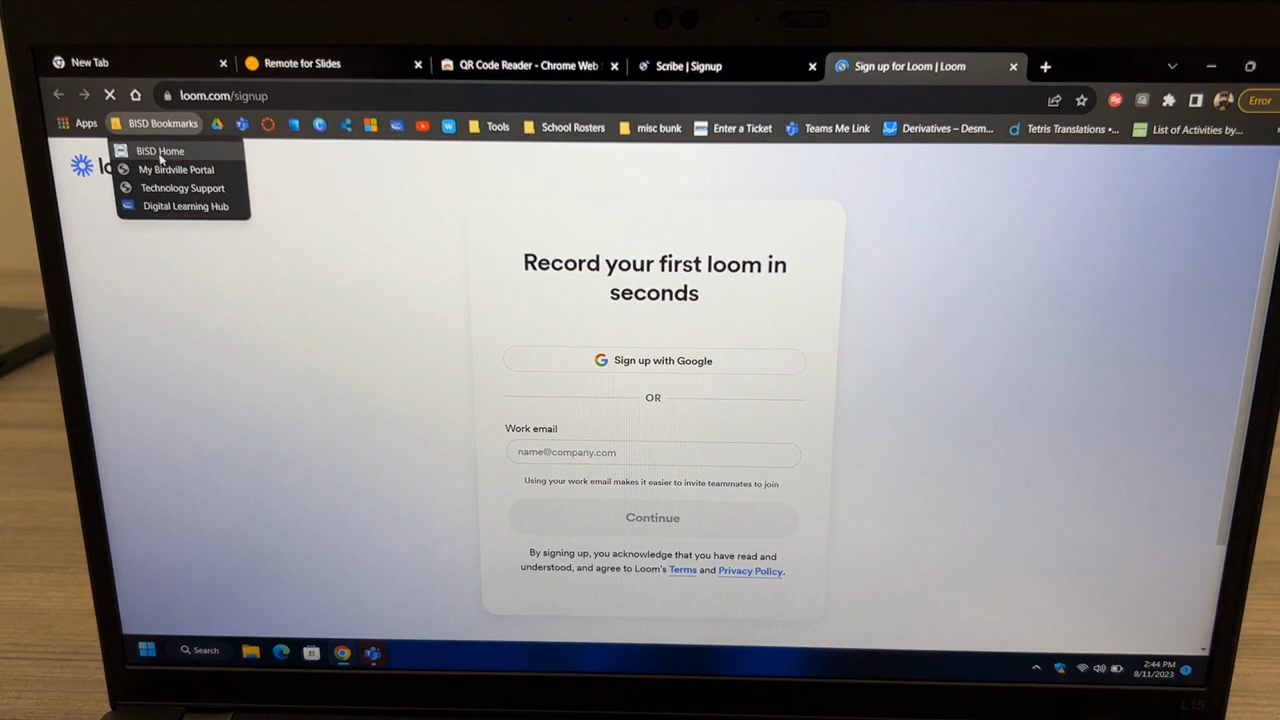 New Tab
Remote for Slides
QR Code Reader - Chrome Web
Scribe | Signup
Sign up for Loom | Loom
loom.com/signup
Error
Apps
BISD Bookmarks
Tools
School Rosters
misc bunk
Enter a Ticket
Teams Me Link
Derivatives – Desm...
Tetris Translations •...
List of Activities by...
BISD Home
My Birdville Portal
Technology Support
Digital Learning Hub
lo
Record your first loom in
seconds
Sign up with Google
OR
Work email
name@company.com
Using your work email makes it easier to invite teammates to join
Continue
By signing up, you acknowledge that you have read and
understood, and agree to Loom's Terms and Privacy Policy.
Search
2:44 PM
8/11/2023
L15